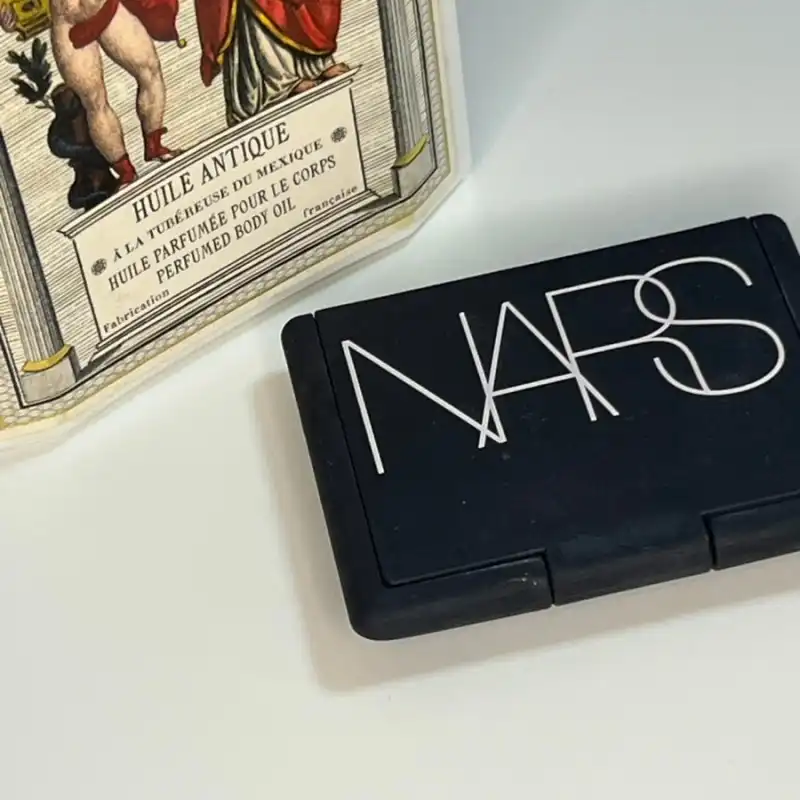 HUILE ANTIQUE
À LA TUBÉREUSE DU MEXIQUE
HUILE PARFUMÉE POUR LE CORPS
PERFUMED BODY OIL
Fabrication française
NARS